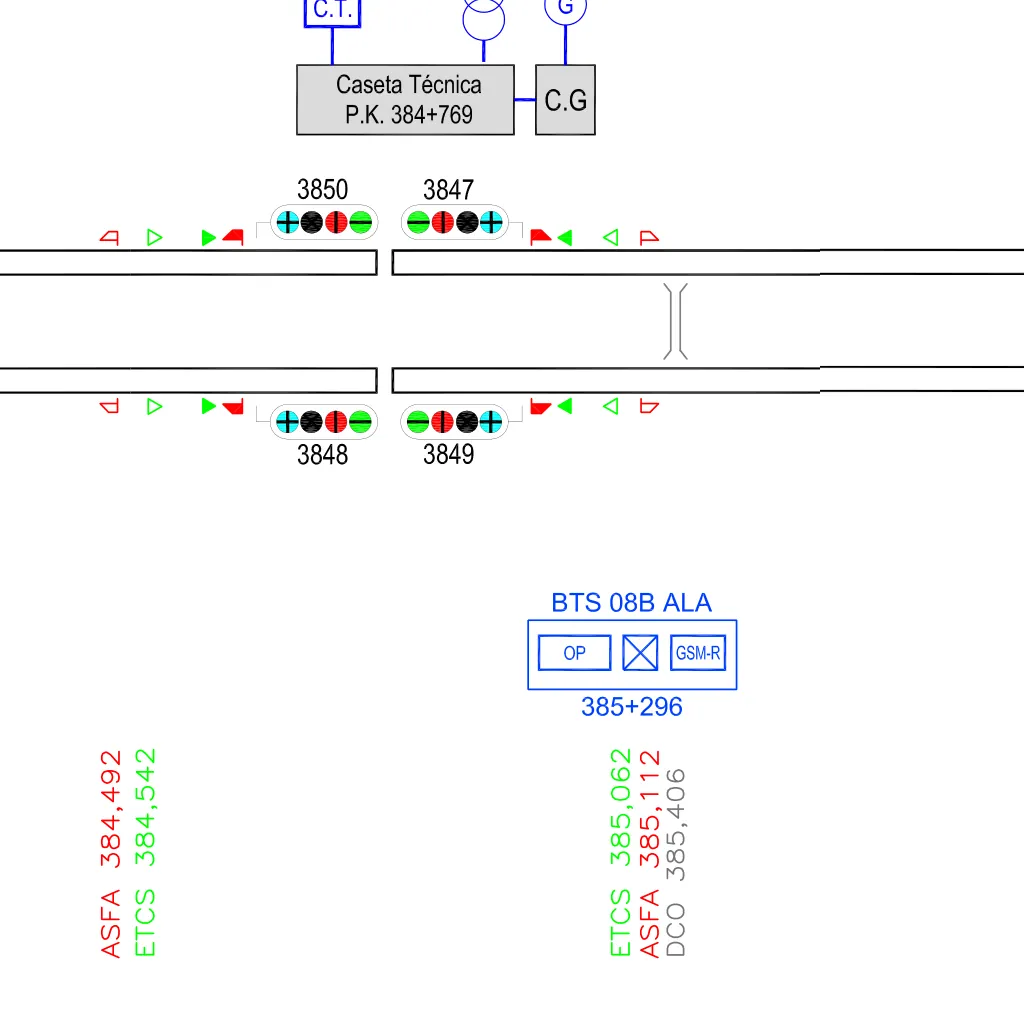 C.T.
G
Caseta Técnica
P.K. 384+769
C.G
3850
3847
3848
3849
BTS 08B ALA
OP
GSM-R
385+296
ASFA 384,492
ETCS 384,542
ETCS 385,062
ASFA 385,112
DCO 385,406